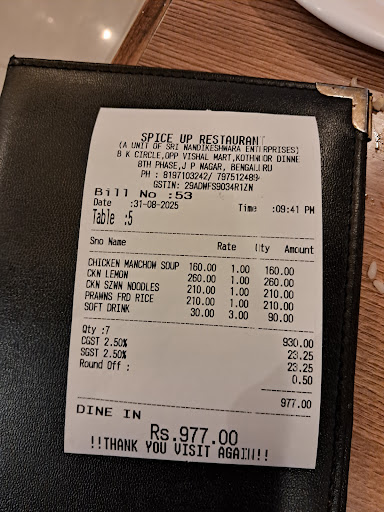 SPICE UP RESTAURANT
(A UNIT OF SRI NANDIKESHWARA ENTERPRISES)
B K CIRCLE,OPP VISHAL MART,KOTHNOOR DINNE
8TH PHASE,J P NAGAR, BENGALURU
PH : 8197103242/ 797512489
GSTIN: 29ADWFS9034R1ZN
Bill No :53
Date :31-08-2025 Time :09:41 PM
Table :5
Sno Name Rate Qty Amount
CHICKEN MANCHOW SOUP 160.00 1.00 160.00
CKN LEMON 260.00 1.00 260.00
CKN SZWN NOODLES 210.00 1.00 210.00
PRAWNS FRD RICE 210.00 1.00 210.00
SOFT DRINK 30.00 3.00 90.00
Qty :7 930.00
CGST 2.50% 23.25
SGST 2.50% 23.25
Round Off : 0.50
977.00
DINE IN
Rs.977.00
!!THANK YOU VISIT AGAIN!!